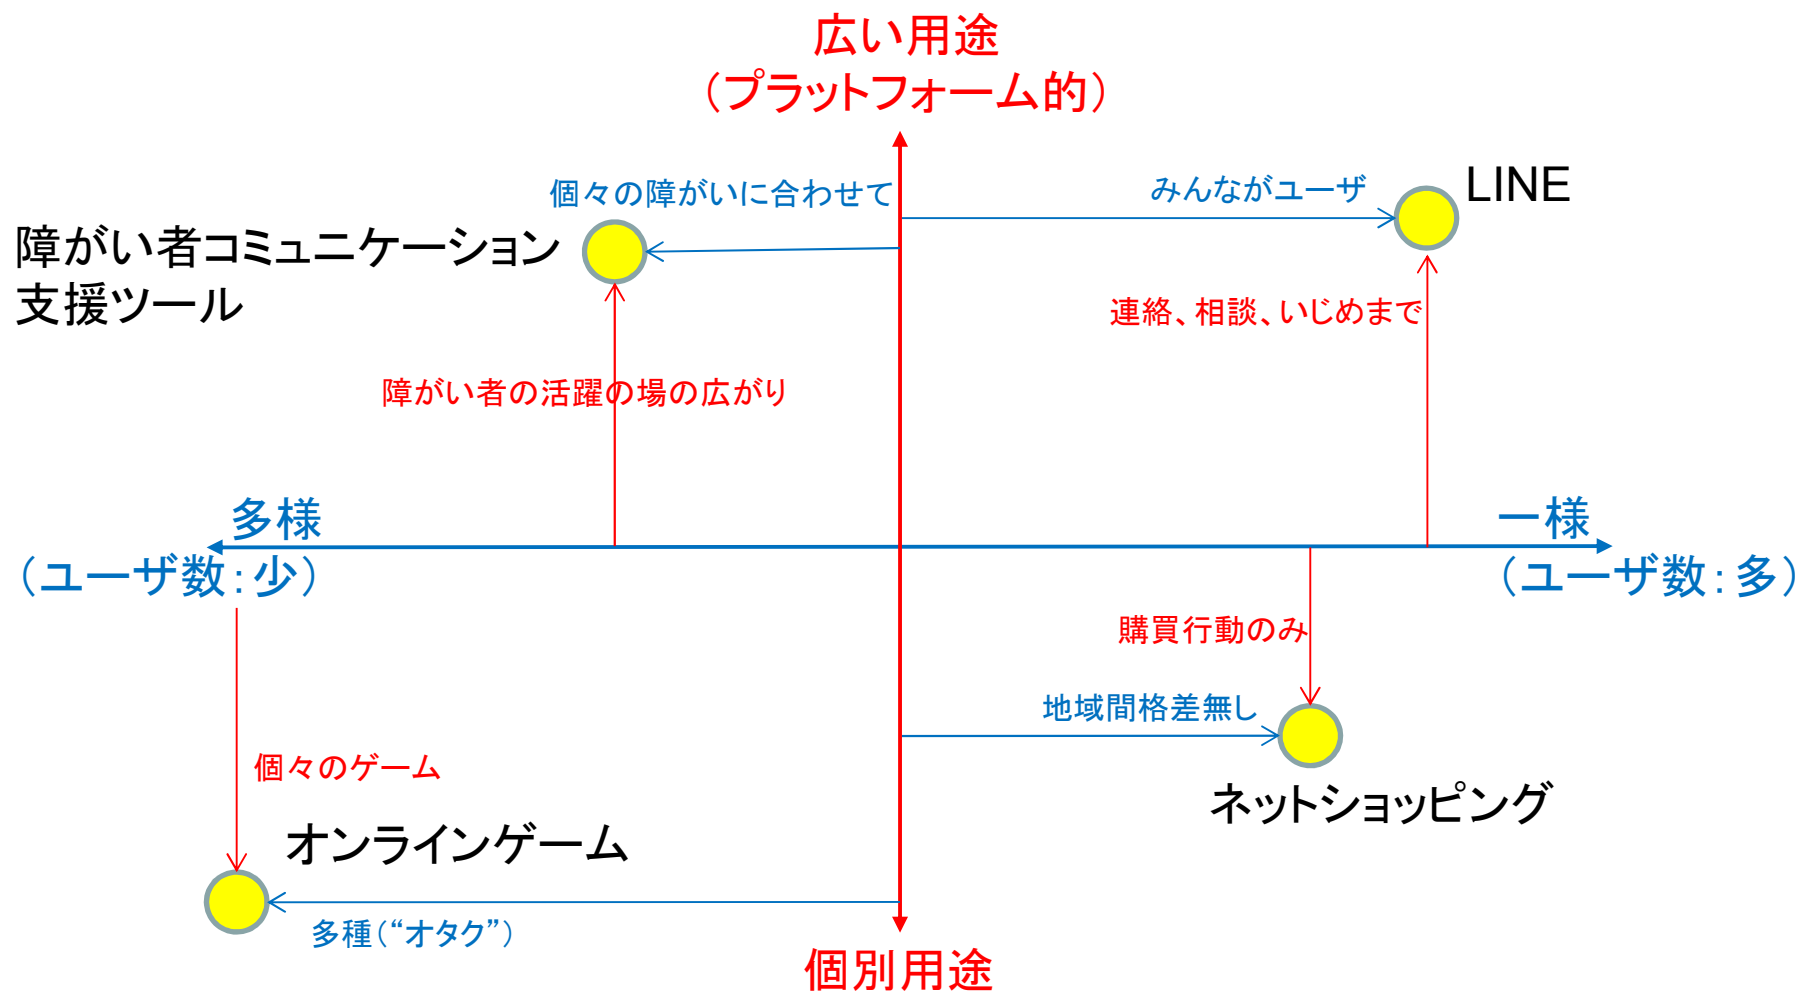 広い用途
（プラットフォーム的）
個々の障がいに合わせて
みんながユーザ
LINE
障がい者コミュニケーション
支援ツール
連絡、相談、いじめまで
障がい者の活躍の場の広がり
多様
（ユーザ数：少）
一様
（ユーザ数：多）
購買行動のみ
地域間格差無し
個々のゲーム
ネットショッピング
オンラインゲーム
多種（“オタク”）
個別用途